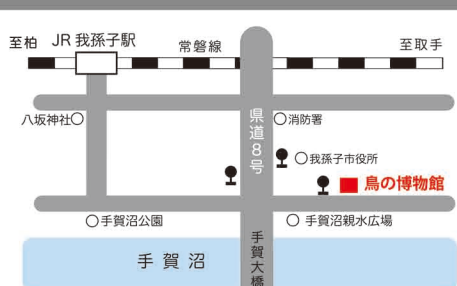 至柏
JR 我孫子駅
常磐線
至取手
八坂神社
県道8号
消防署
我孫子市役所
鳥の博物館
手賀沼公園
手賀沼親水広場
手賀沼
手賀大橋